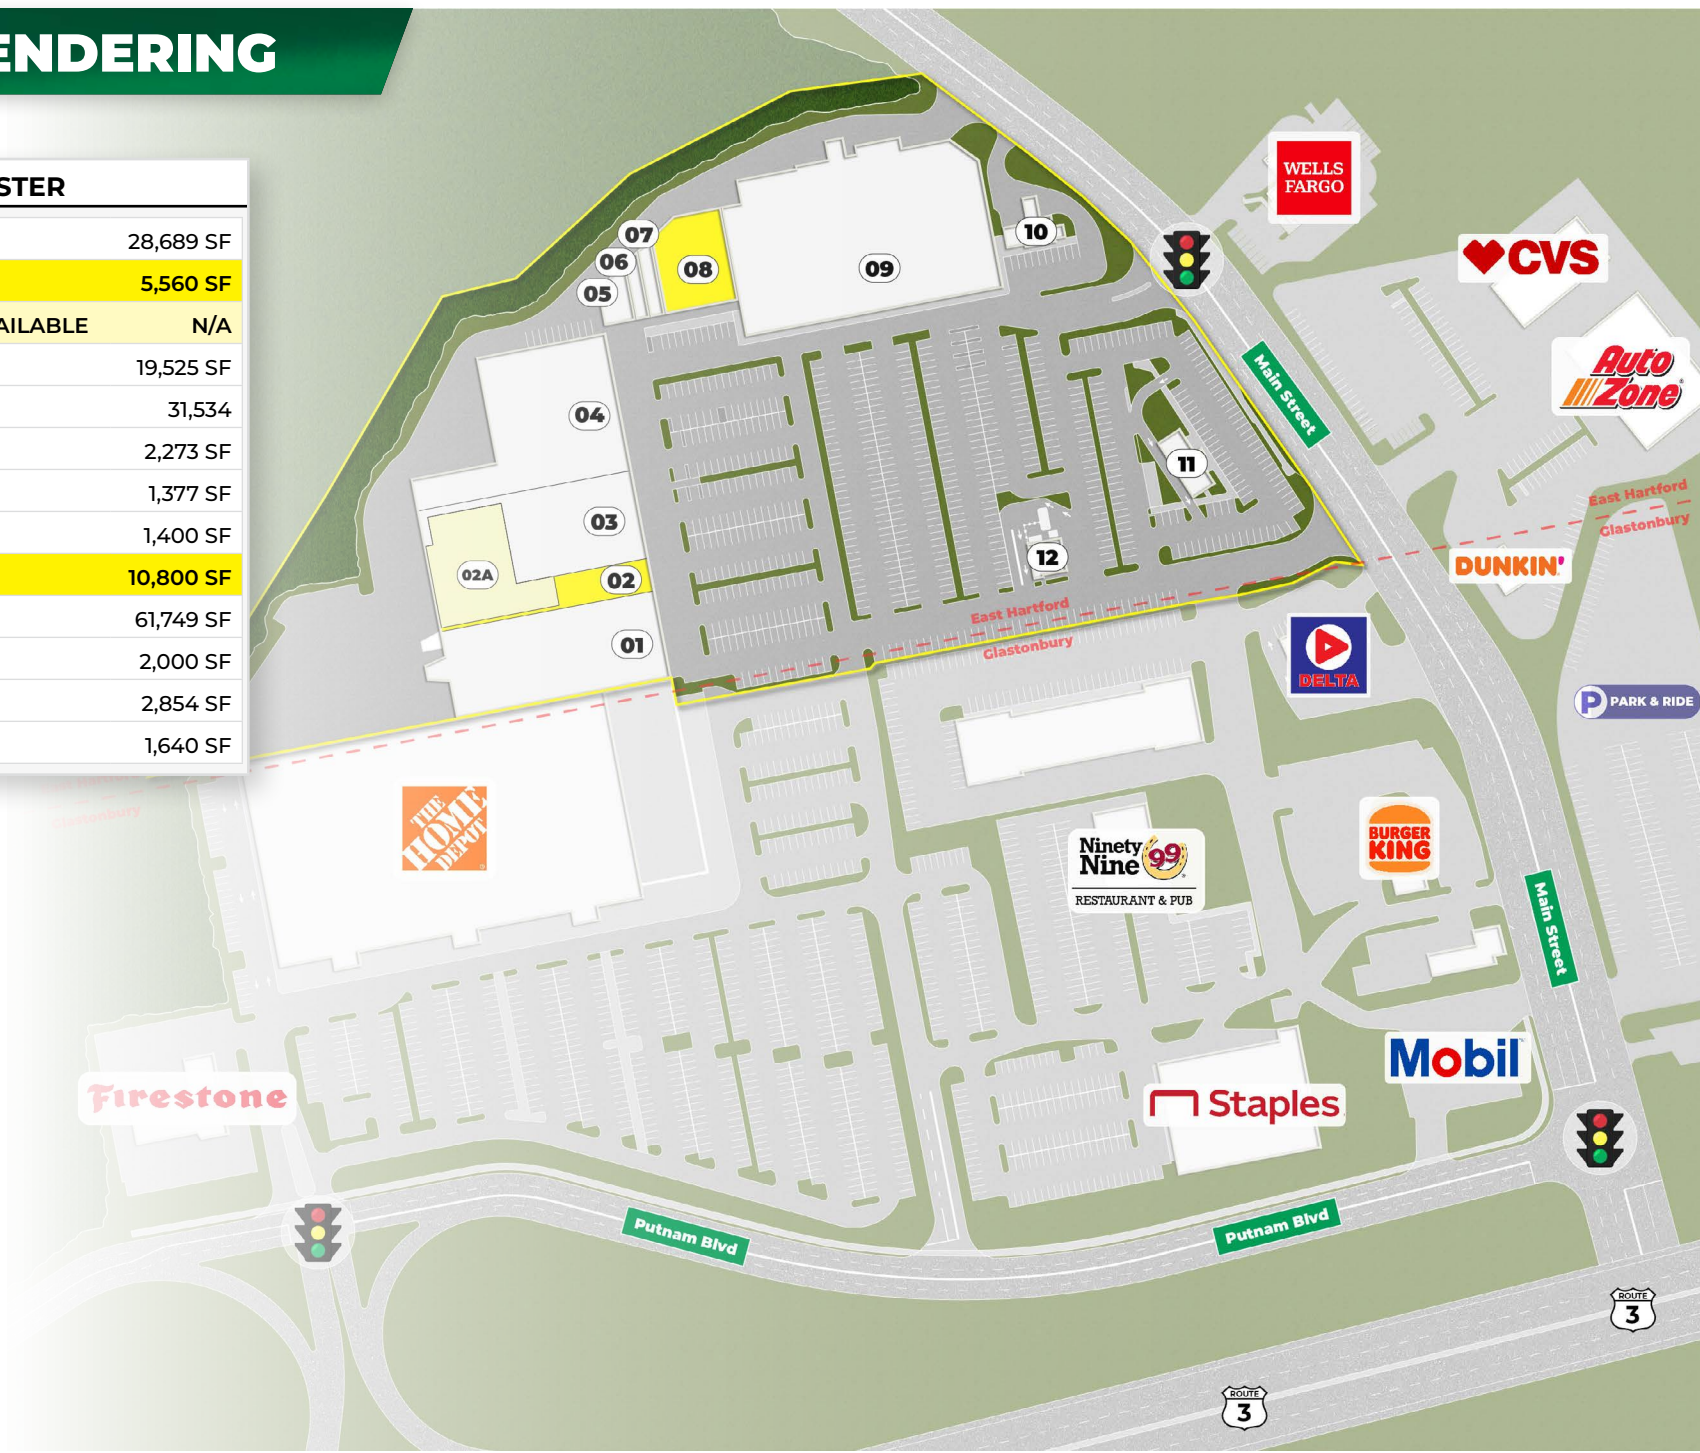 ENDERING
STER
28,689 SF
5,560 SF
AILABLE N/A
19,525 SF
31,534
2,273 SF
1,377 SF
1,400 SF
10,800 SF
61,749 SF
2,000 SF
2,854 SF
1,640 SF
07
06
05
08
09
10
04
03
02A
02
01
11
12
WELLS
FARGO
CVS
Auto
Zone
Main Street
East Hartford
Glastonbury
East Hartford
Glastonbury
DUNKIN'
DELTA
P PARK & RIDE
Glastonbury
THE
HOME
DEPOT
Ninety
Nine 99
RESTAURANT & PUB
BURGER
KING
Main Street
Mobil
Staples
Firestone
Putnam Blvd
Putnam Blvd
ROUTE
3
ROUTE
3